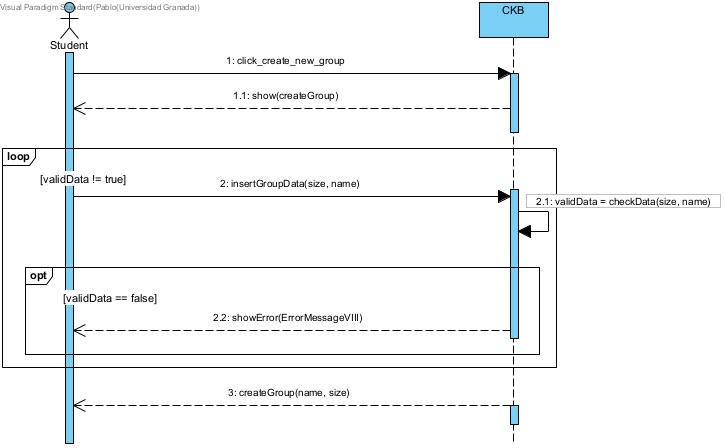 Visual Paradigm Standard(Pablo(Universidad Granada))
CKB
Student
1: click_create_new_group
1.1: show(createGroup)
loop
[validData != true]
2: insertGroupData(size, name)
2.1: validData = checkData(size, name)
opt
[validData == false]
2.2: showError(ErrorMessageVIII)
3: createGroup(name, size)